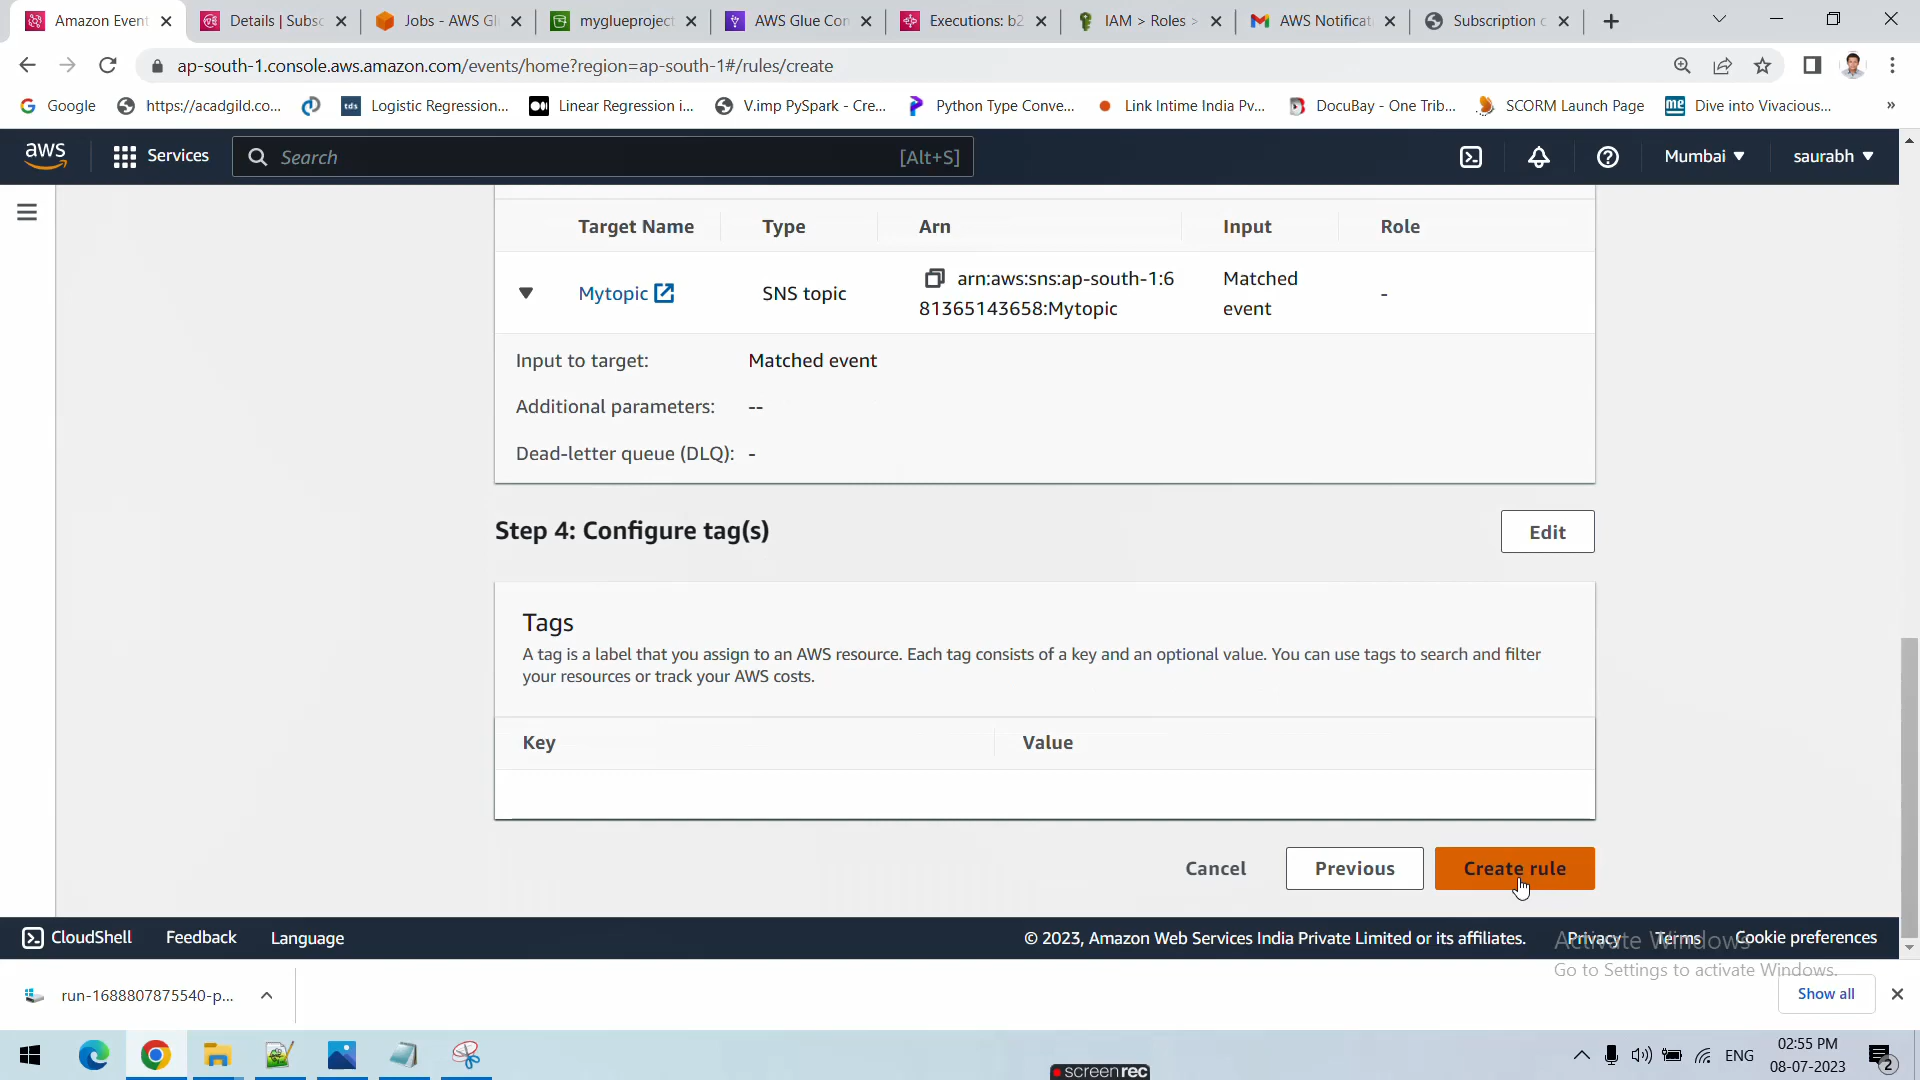 Amazon Event
Details | Subsc
Jobs - AWS Gl
myglueproject
AWS Glue Con
Executions: b2
IAM > Roles >
AWS Notificat
Subscription c
ap-south-1.console.aws.amazon.com/events/home?region=ap-south-1#/rules/create
Google
https://acadgild.co...
tds
Logistic Regression...
Linear Regression i...
V.imp PySpark - Cre...
Python Type Conve...
Link Intime India Pv...
DocuBay - One Trib...
SCORM Launch Page
me
Dive into Vivacious...
»
aws
Services
Search
[Alt+S]
Mumbai
saurabh
Target Name
Type
Arn
Input
Role
Mytopic
SNS topic
arn:aws:sns:ap-south-1:6
81365143658:Mytopic
Matched
event
-
Input to target:
Matched event
Additional parameters:
--
Dead-letter queue (DLQ):
-
Step 4: Configure tag(s)
Edit
Tags
A tag is a label that you assign to an AWS resource. Each tag consists of a key and an optional value. You can use tags to search and filter
your resources or track your AWS costs.
Key
Value
Cancel
Previous
Create rule
CloudShell
Feedback
Language
© 2023, Amazon Web Services India Private Limited or its affiliates.
Privacy
Terms
Cookie preferences
Activate Windows
Go to Settings to activate Windows.
run-1688807875540-p...
Show all
ENG
02:55 PM
08-07-2023
2
screenrec